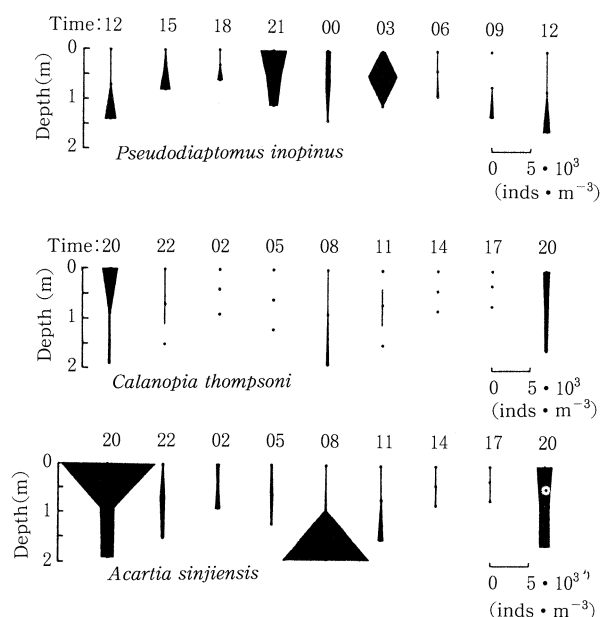 Time:12 15 18 21 00 03 06 09 12
0
1
2
Depth(m)
Pseudodiaptomus inopinus
0 5・10³
(inds・m⁻³)
Time:20 22 02 05 08 11 14 17 20
0
1
2
Depth (m)
Calanopia thompsoni
0 5・10³
(inds・m⁻³)
20 22 02 05 08 11 14 17 20
0
1
2
Depth(m)
Acartia sinjiensis
0 5・10³
(inds・m⁻³)